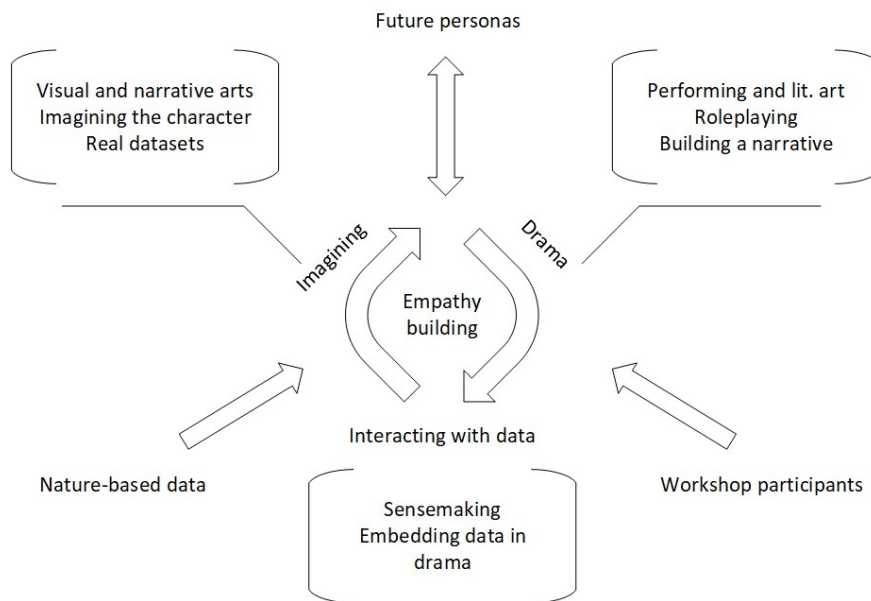 Future personas
Visual and narrative arts
Imagining the character
Real datasets
Performing and lit. art
Roleplaying
Building a narrative
Imagining
Drama
Empathy
building
Interacting with data
Nature-based data
Workshop participants
Sensemaking
Embedding data in
drama